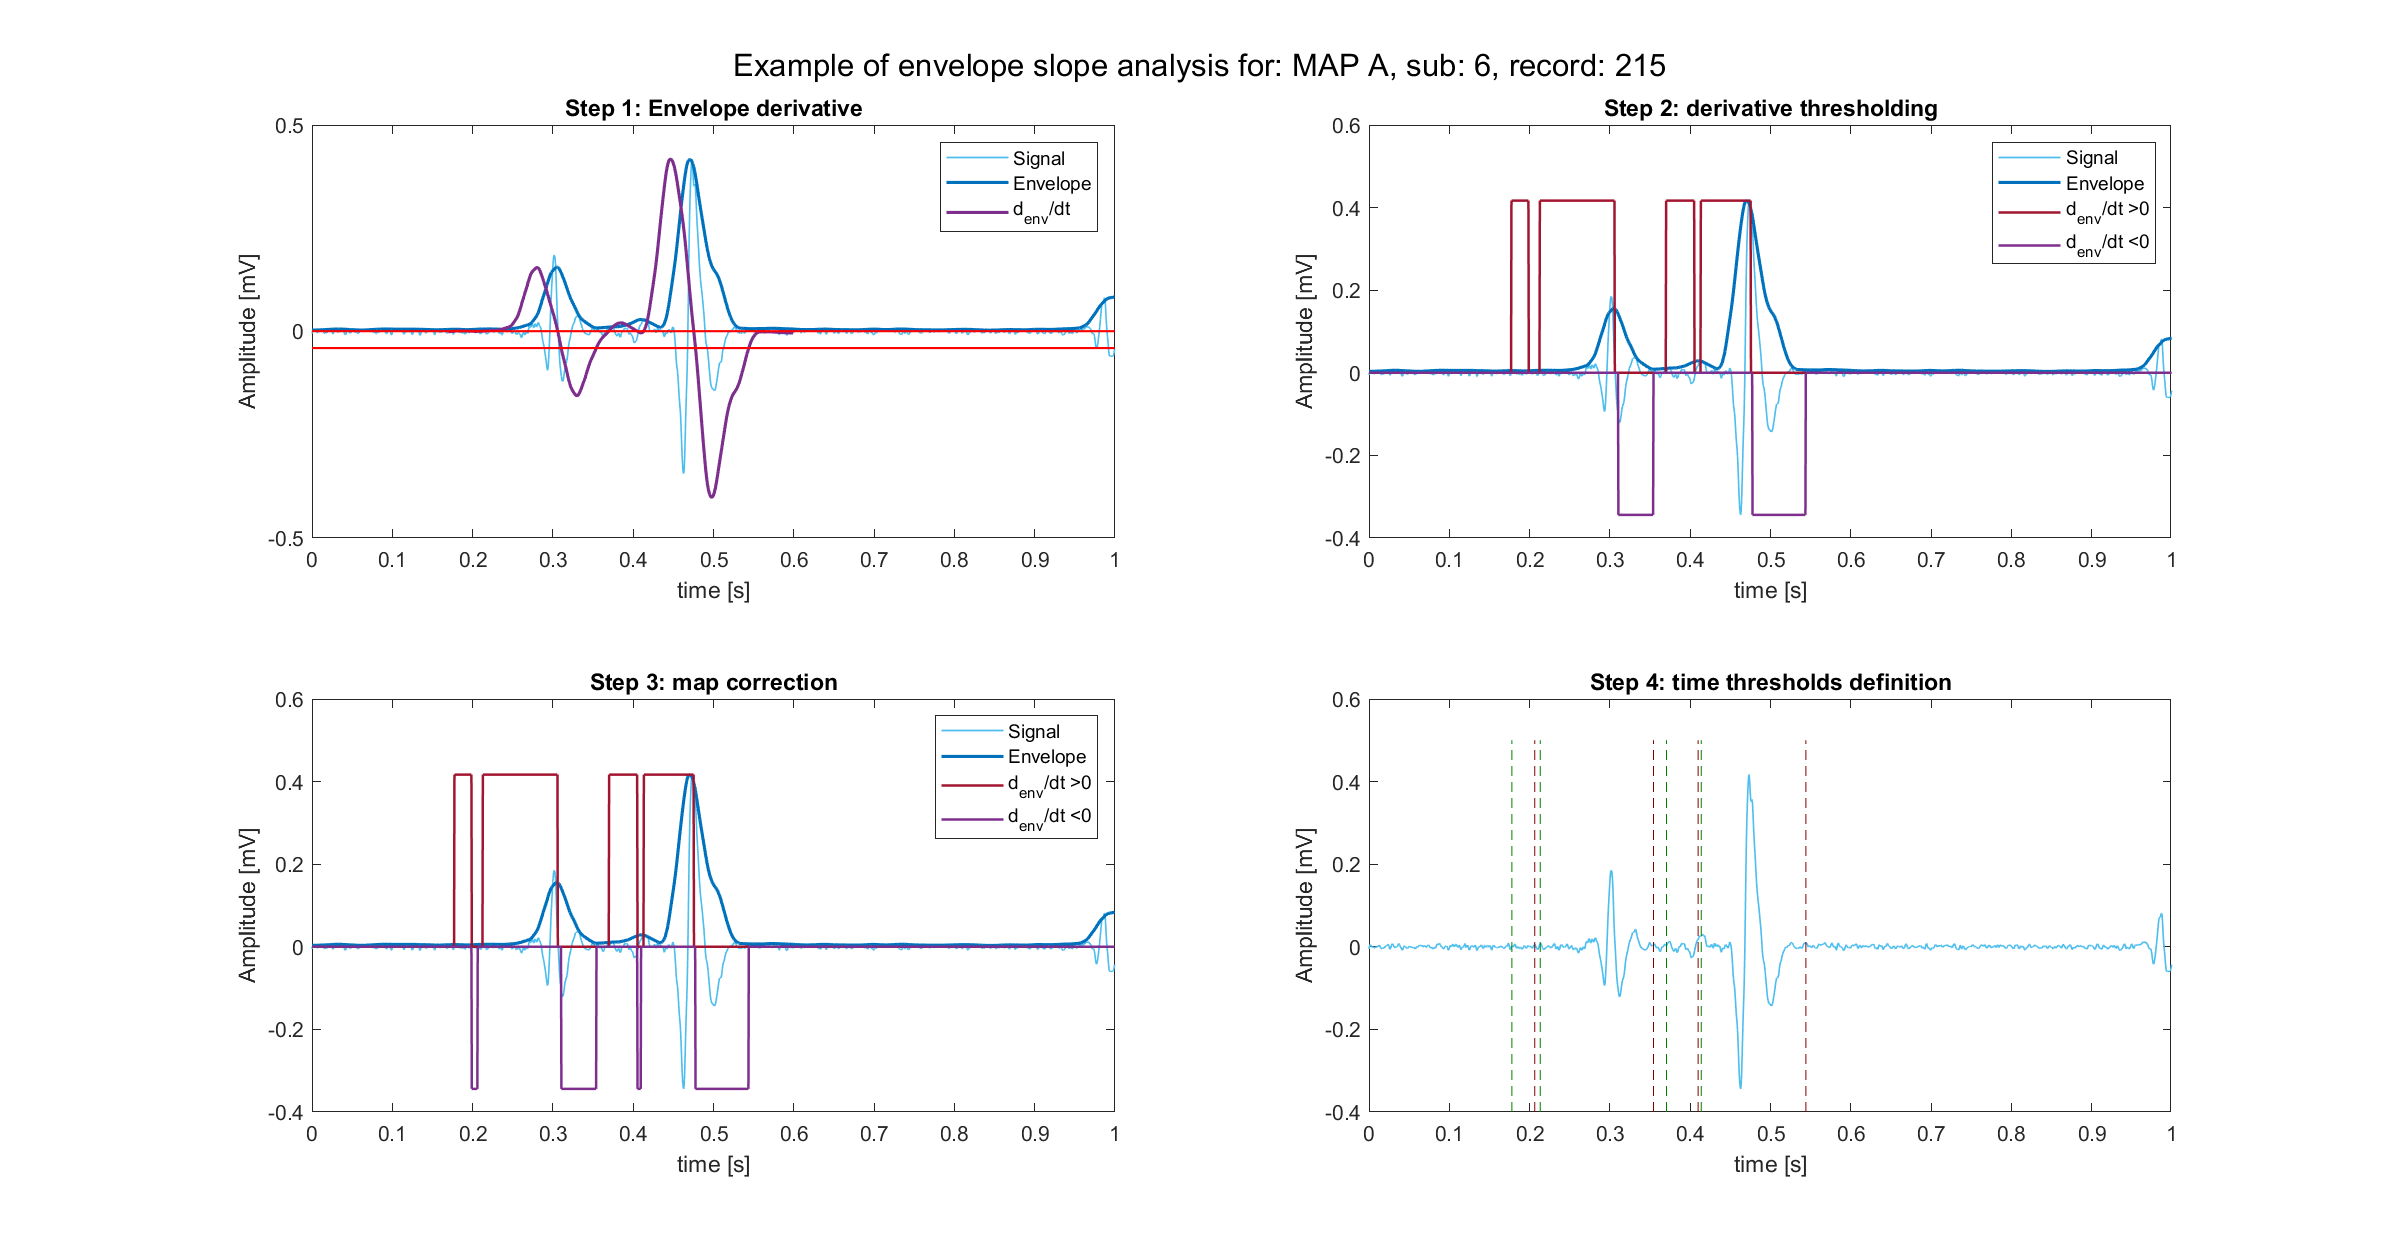 Example of envelope slope analysis for: MAP A, sub: 6, record: 215
Step 1: Envelope derivative
0.5
0
-0.5
Amplitude [mV]
0 0.1 0.2 0.3 0.4 0.5 0.6 0.7 0.8 0.9 1
time [s]
Signal
Envelope
d_env/dt
Step 2: derivative thresholding
0.6
0.4
0.2
0
-0.2
-0.4
Amplitude [mV]
0 0.1 0.2 0.3 0.4 0.5 0.6 0.7 0.8 0.9 1
time [s]
Signal
Envelope
d_env/dt >0
d_env/dt <0
Step 3: map correction
0.6
0.4
0.2
0
-0.2
-0.4
Amplitude [mV]
0 0.1 0.2 0.3 0.4 0.5 0.6 0.7 0.8 0.9 1
time [s]
Signal
Envelope
d_env/dt >0
d_env/dt <0
Step 4: time thresholds definition
0.6
0.4
0.2
0
-0.2
-0.4
Amplitude [mV]
0 0.1 0.2 0.3 0.4 0.5 0.6 0.7 0.8 0.9 1
time [s]